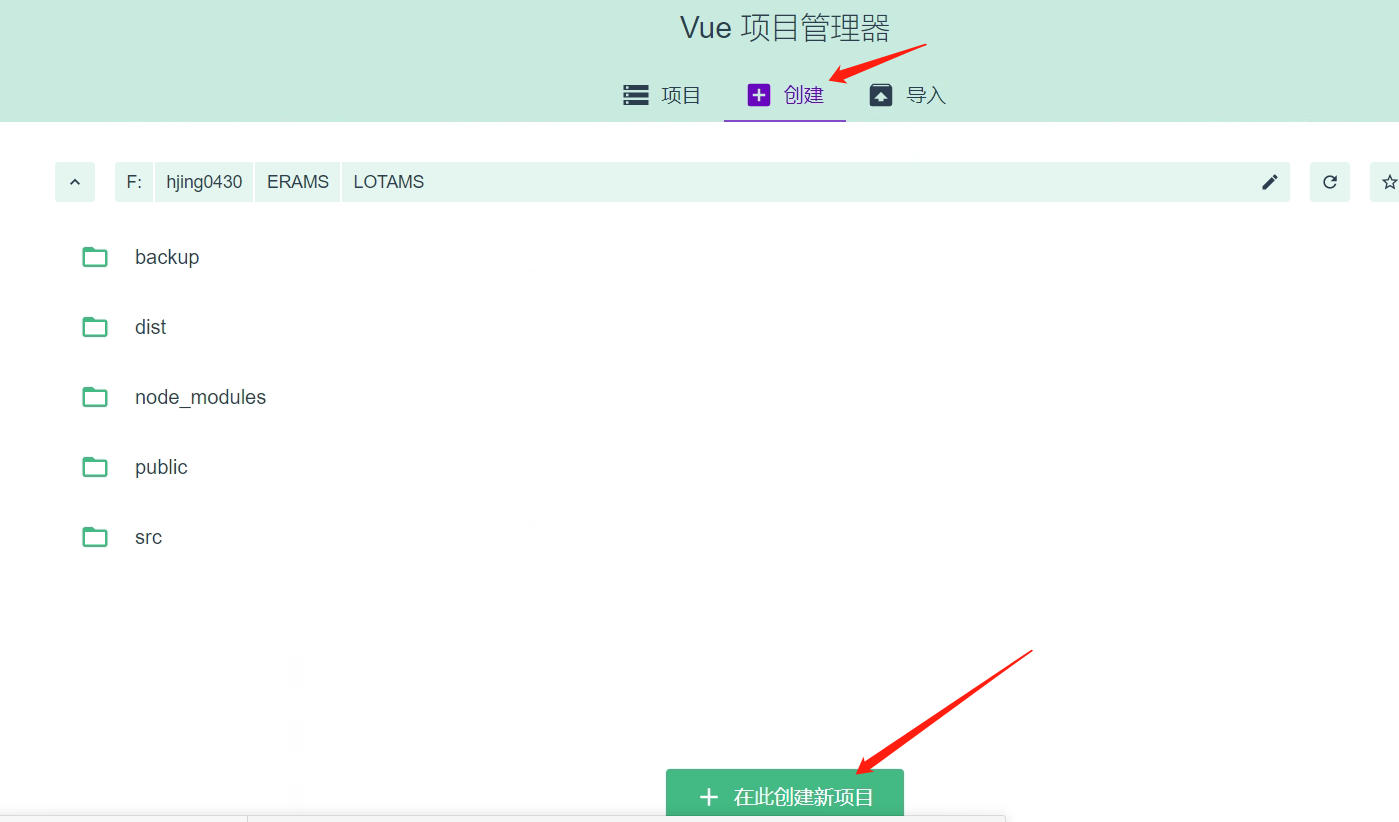 Vue 项目管理器
项目 创建 导入
F: hjing0430 ERAMS LOTAMS
backup
dist
node_modules
public
src
在此创建新项目